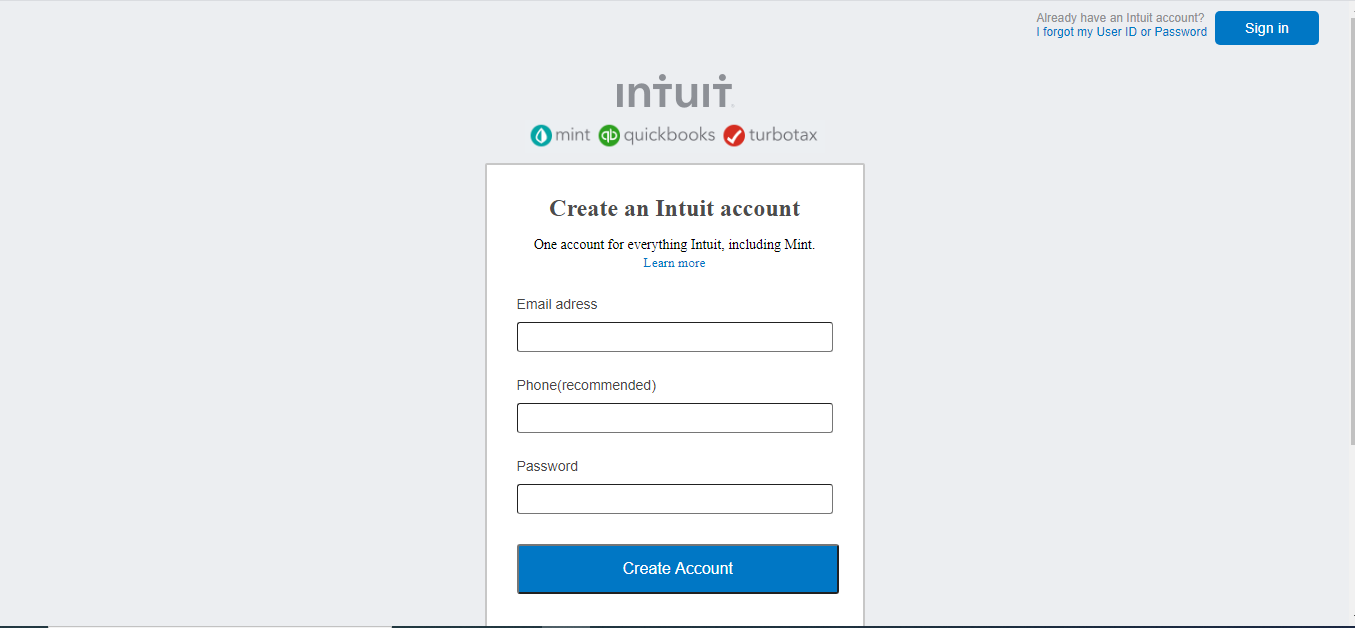 Already have an Intuit account?
I forgot my User ID or Password
Sign in
ıntuıt.
mint quickbooks turbotax
Create an Intuit account
One account for everything Intuit, including Mint.
Learn more
Email adress
Phone(recommended)
Password
Create Account